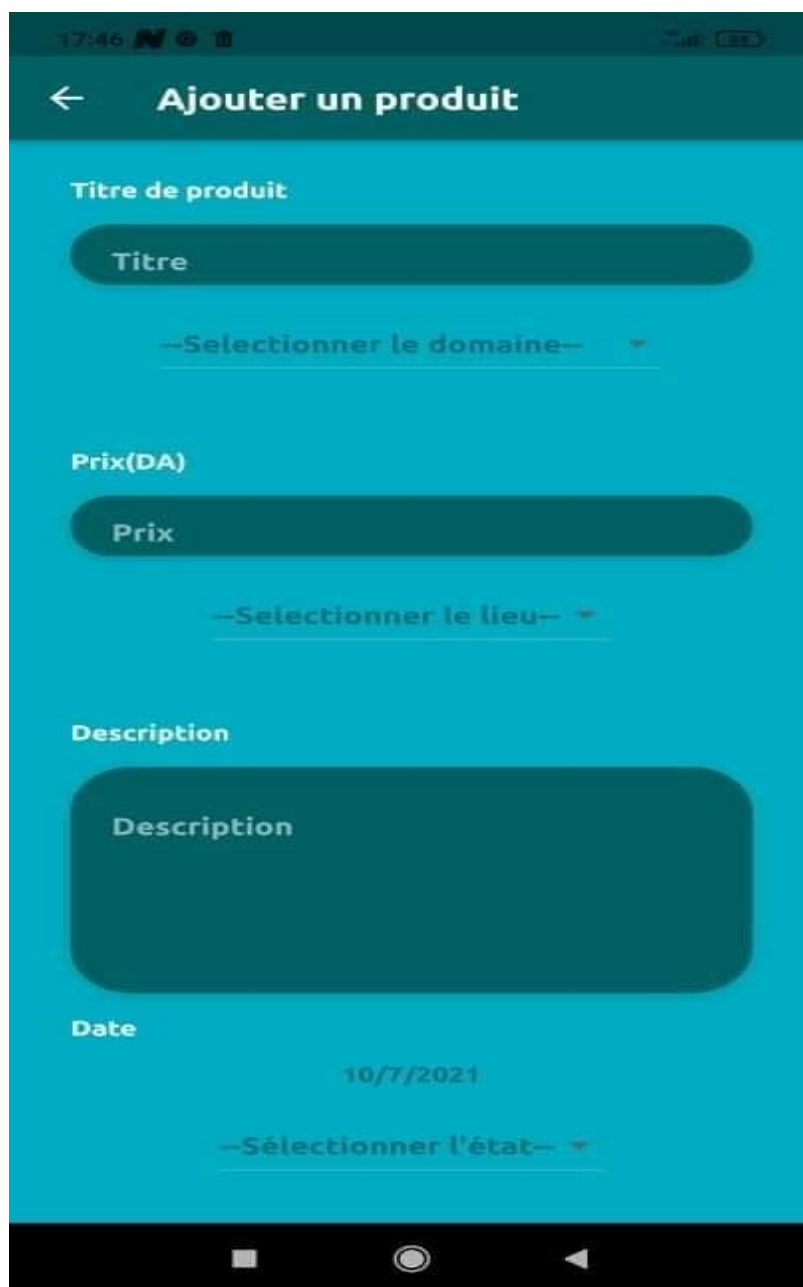 17:46
Ajouter un produit
Titre de produit
Titre
--Selectionner le domaine--
Prix(DA)
Prix
--Selectionner le lieu--
Description
Description
Date
10/7/2021
--Sélectionner l'état--